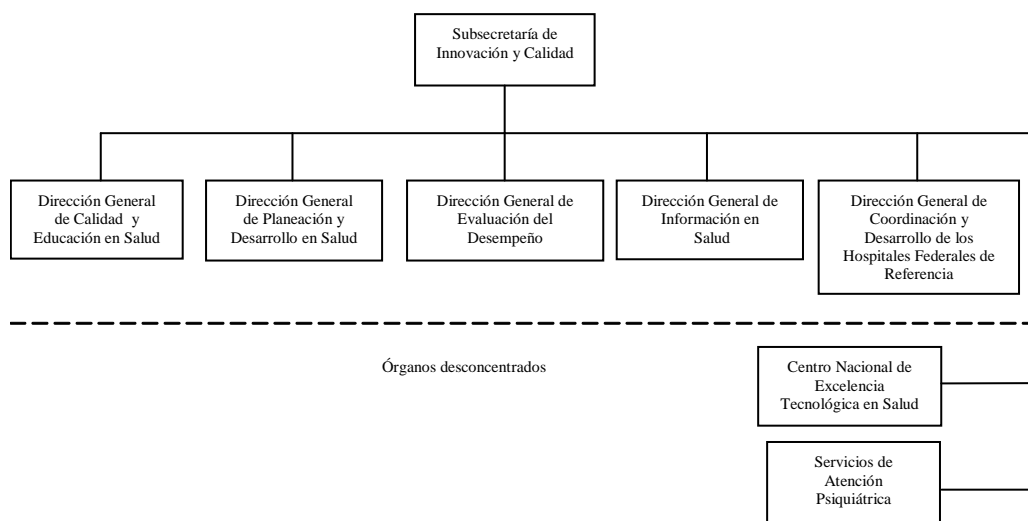 Subsecretaría de
Innovación y Calidad
Dirección General
de Calidad y
Educación en Salud
Dirección General
de Planeación y
Desarrollo en Salud
Dirección General de
Evaluación del
Desempeño
Dirección General de
Información en
Salud
Dirección General de
Coordinación y
Desarrollo de los
Hospitales Federales de
Referencia
Órganos desconcentrados
Centro Nacional de
Excelencia
Tecnológica en Salud
Servicios de
Atención
Psiquiátrica